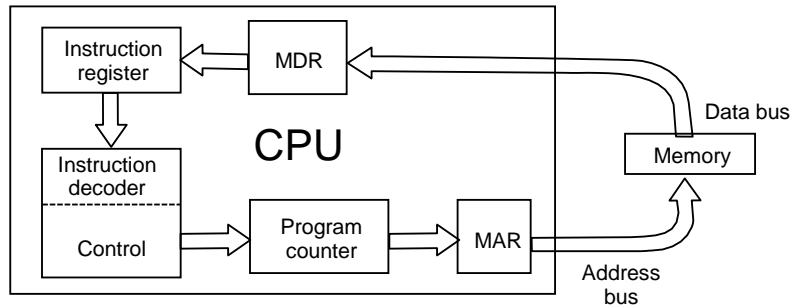 Instruction
register
MDR
Data bus
CPU
Memory
Instruction
decoder
Control
Program
counter
MAR
Address
bus